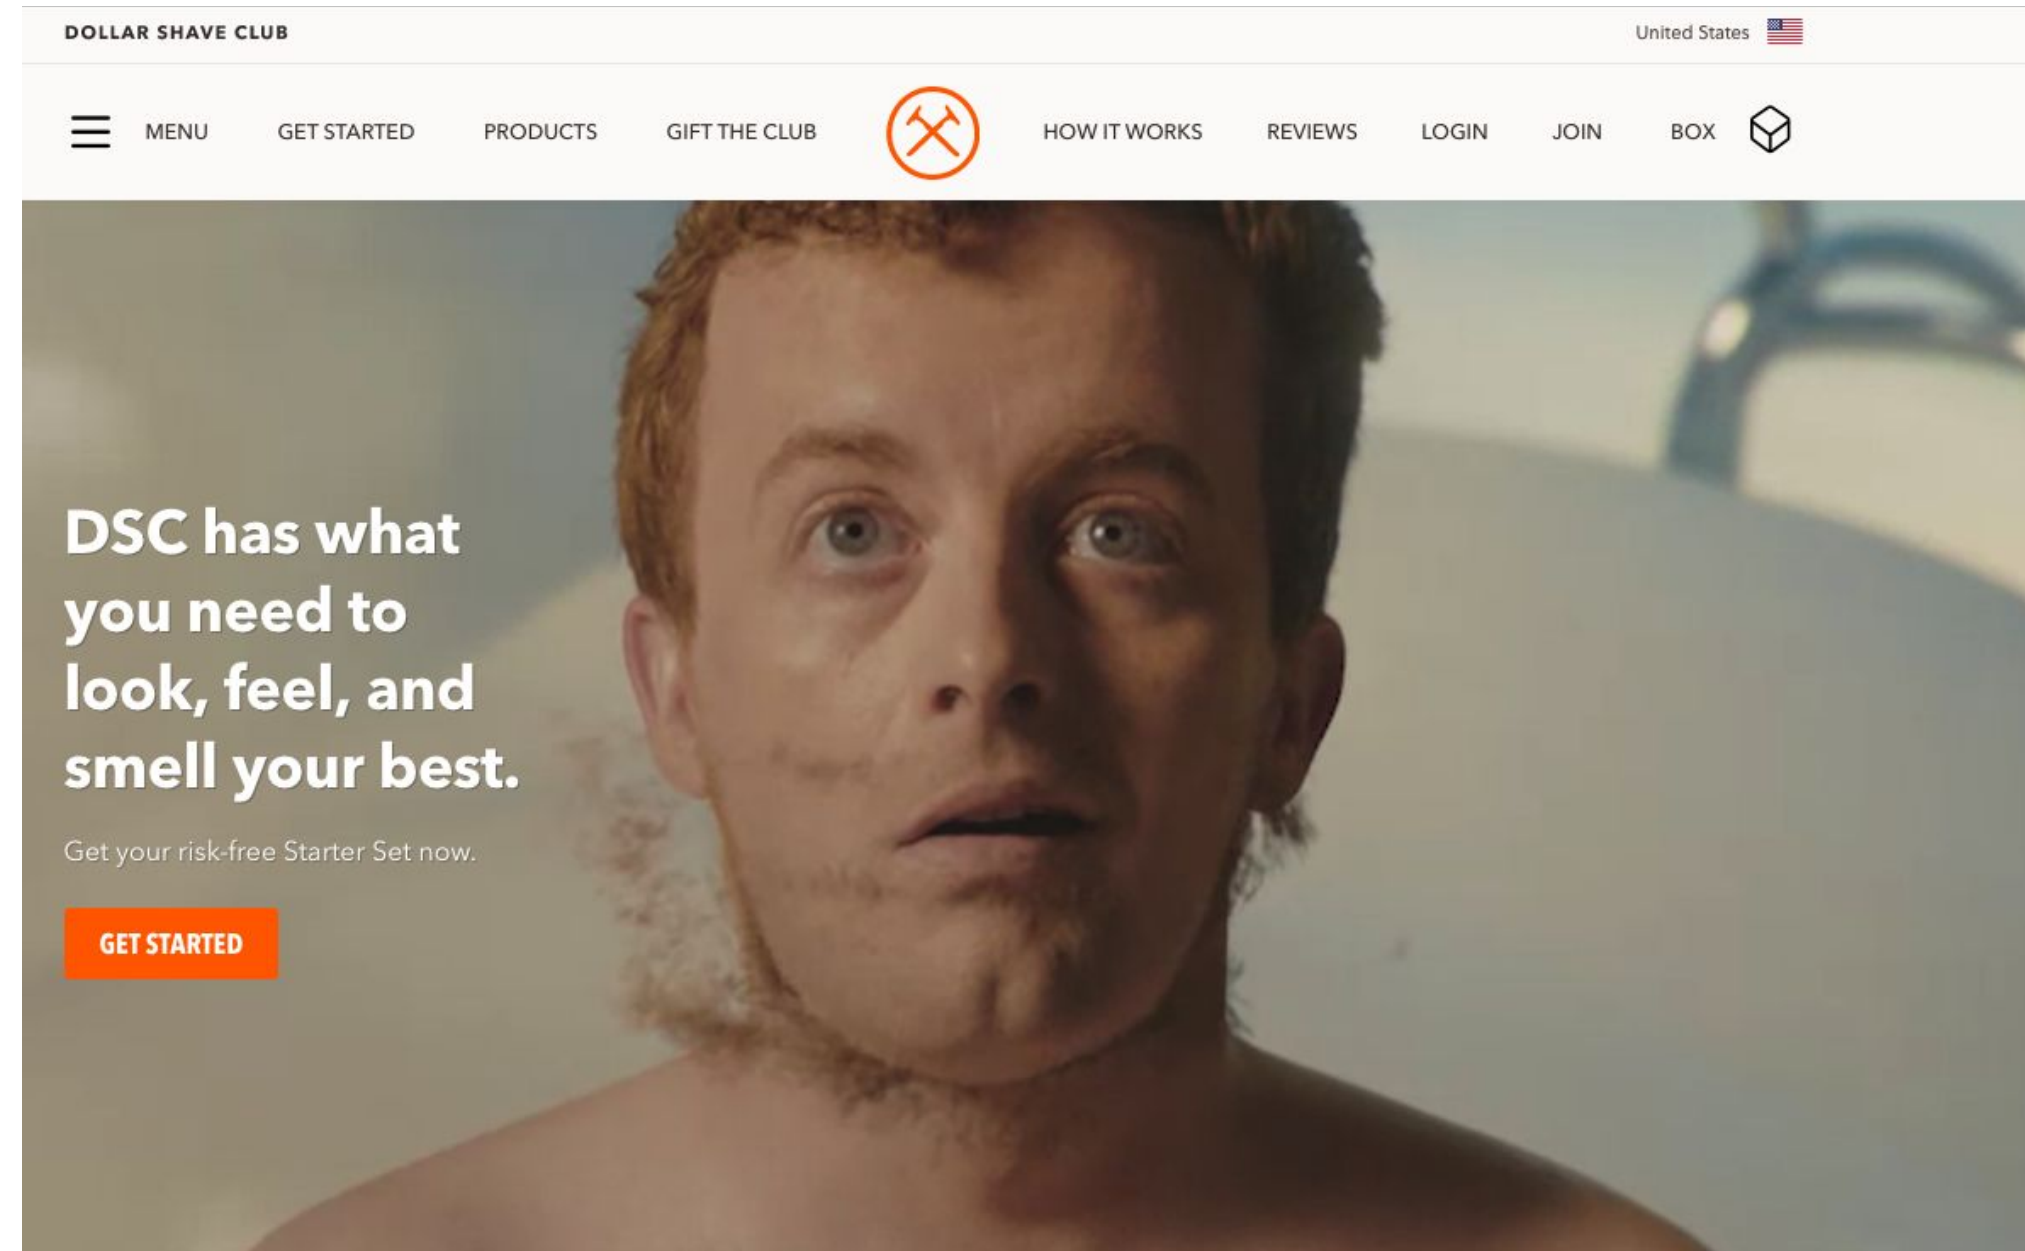 DOLLAR SHAVE CLUB
United States
MENU
GET STARTED
PRODUCTS
GIFT THE CLUB
HOW IT WORKS
REVIEWS
LOGIN
JOIN
BOX
DSC has what
you need to
look, feel, and
smell your best.
Get your risk-free Starter Set now.
GET STARTED